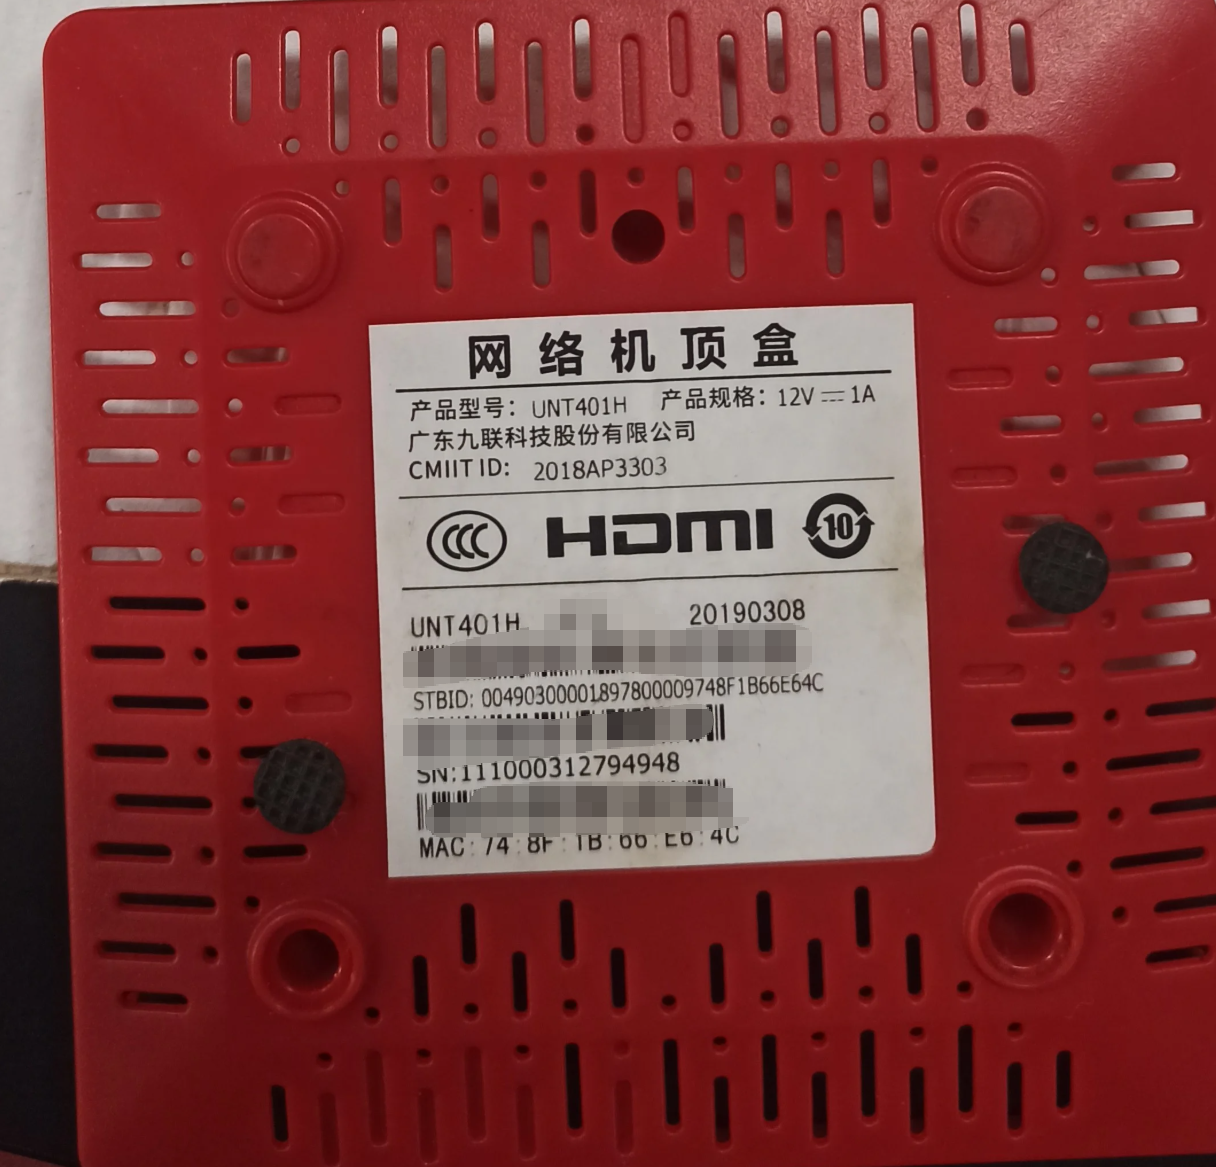 网络机顶盒
产品型号： UNT401H 产品规格：12V⎓1A
广东九联科技股份有限公司
CMIIT ID: 2018AP3303
CCC HDMI 10
UNT401H 20190308
STBID: 00490300001897800009748F1B66E64C
SN:111000312794948
MAC:74:8F:1B:66:E6:4C